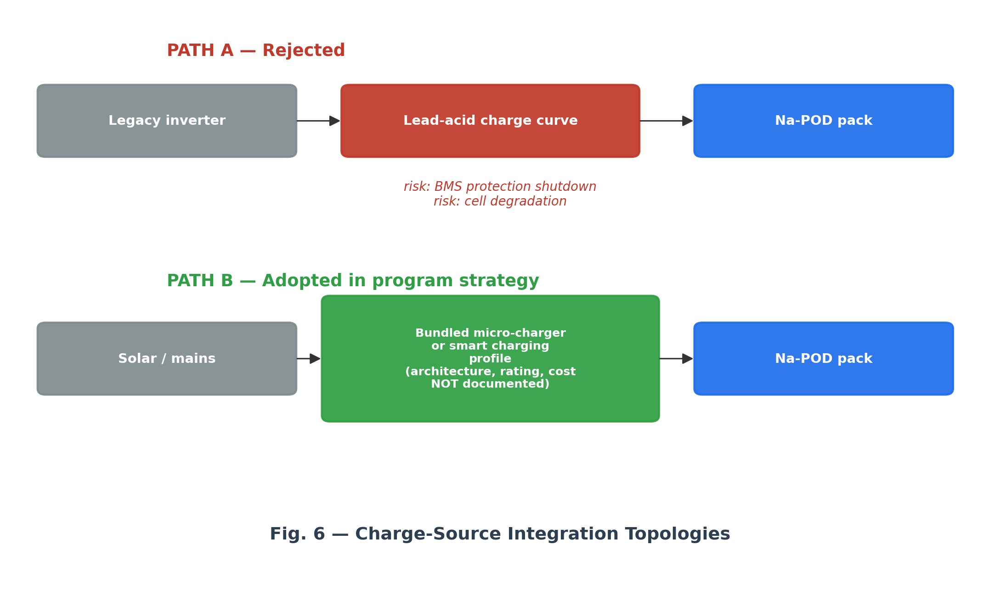 PATH A — Rejected
Legacy inverter
Lead-acid charge curve
Na-POD pack
risk: BMS protection shutdown
risk: cell degradation
PATH B — Adopted in program strategy
Solar / mains
Bundled micro-charger
or smart charging
profile
(architecture, rating, cost
NOT documented)
Na-POD pack
Fig. 6 — Charge-Source Integration Topologies